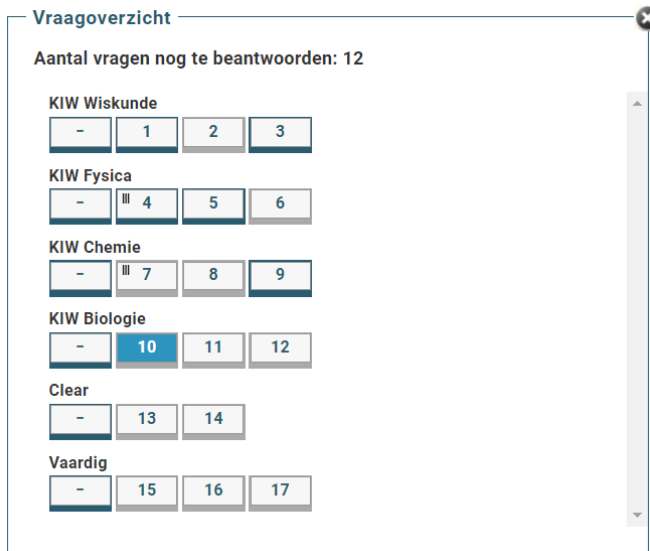 Vraagoverzicht
Aantal vragen nog te beantwoorden: 12
KIW Wiskunde
- 1 2 3
KIW Fysica
- 4 5 6
KIW Chemie
- 7 8 9
KIW Biologie
- 10 11 12
Clear
- 13 14
Vaardig
- 15 16 17